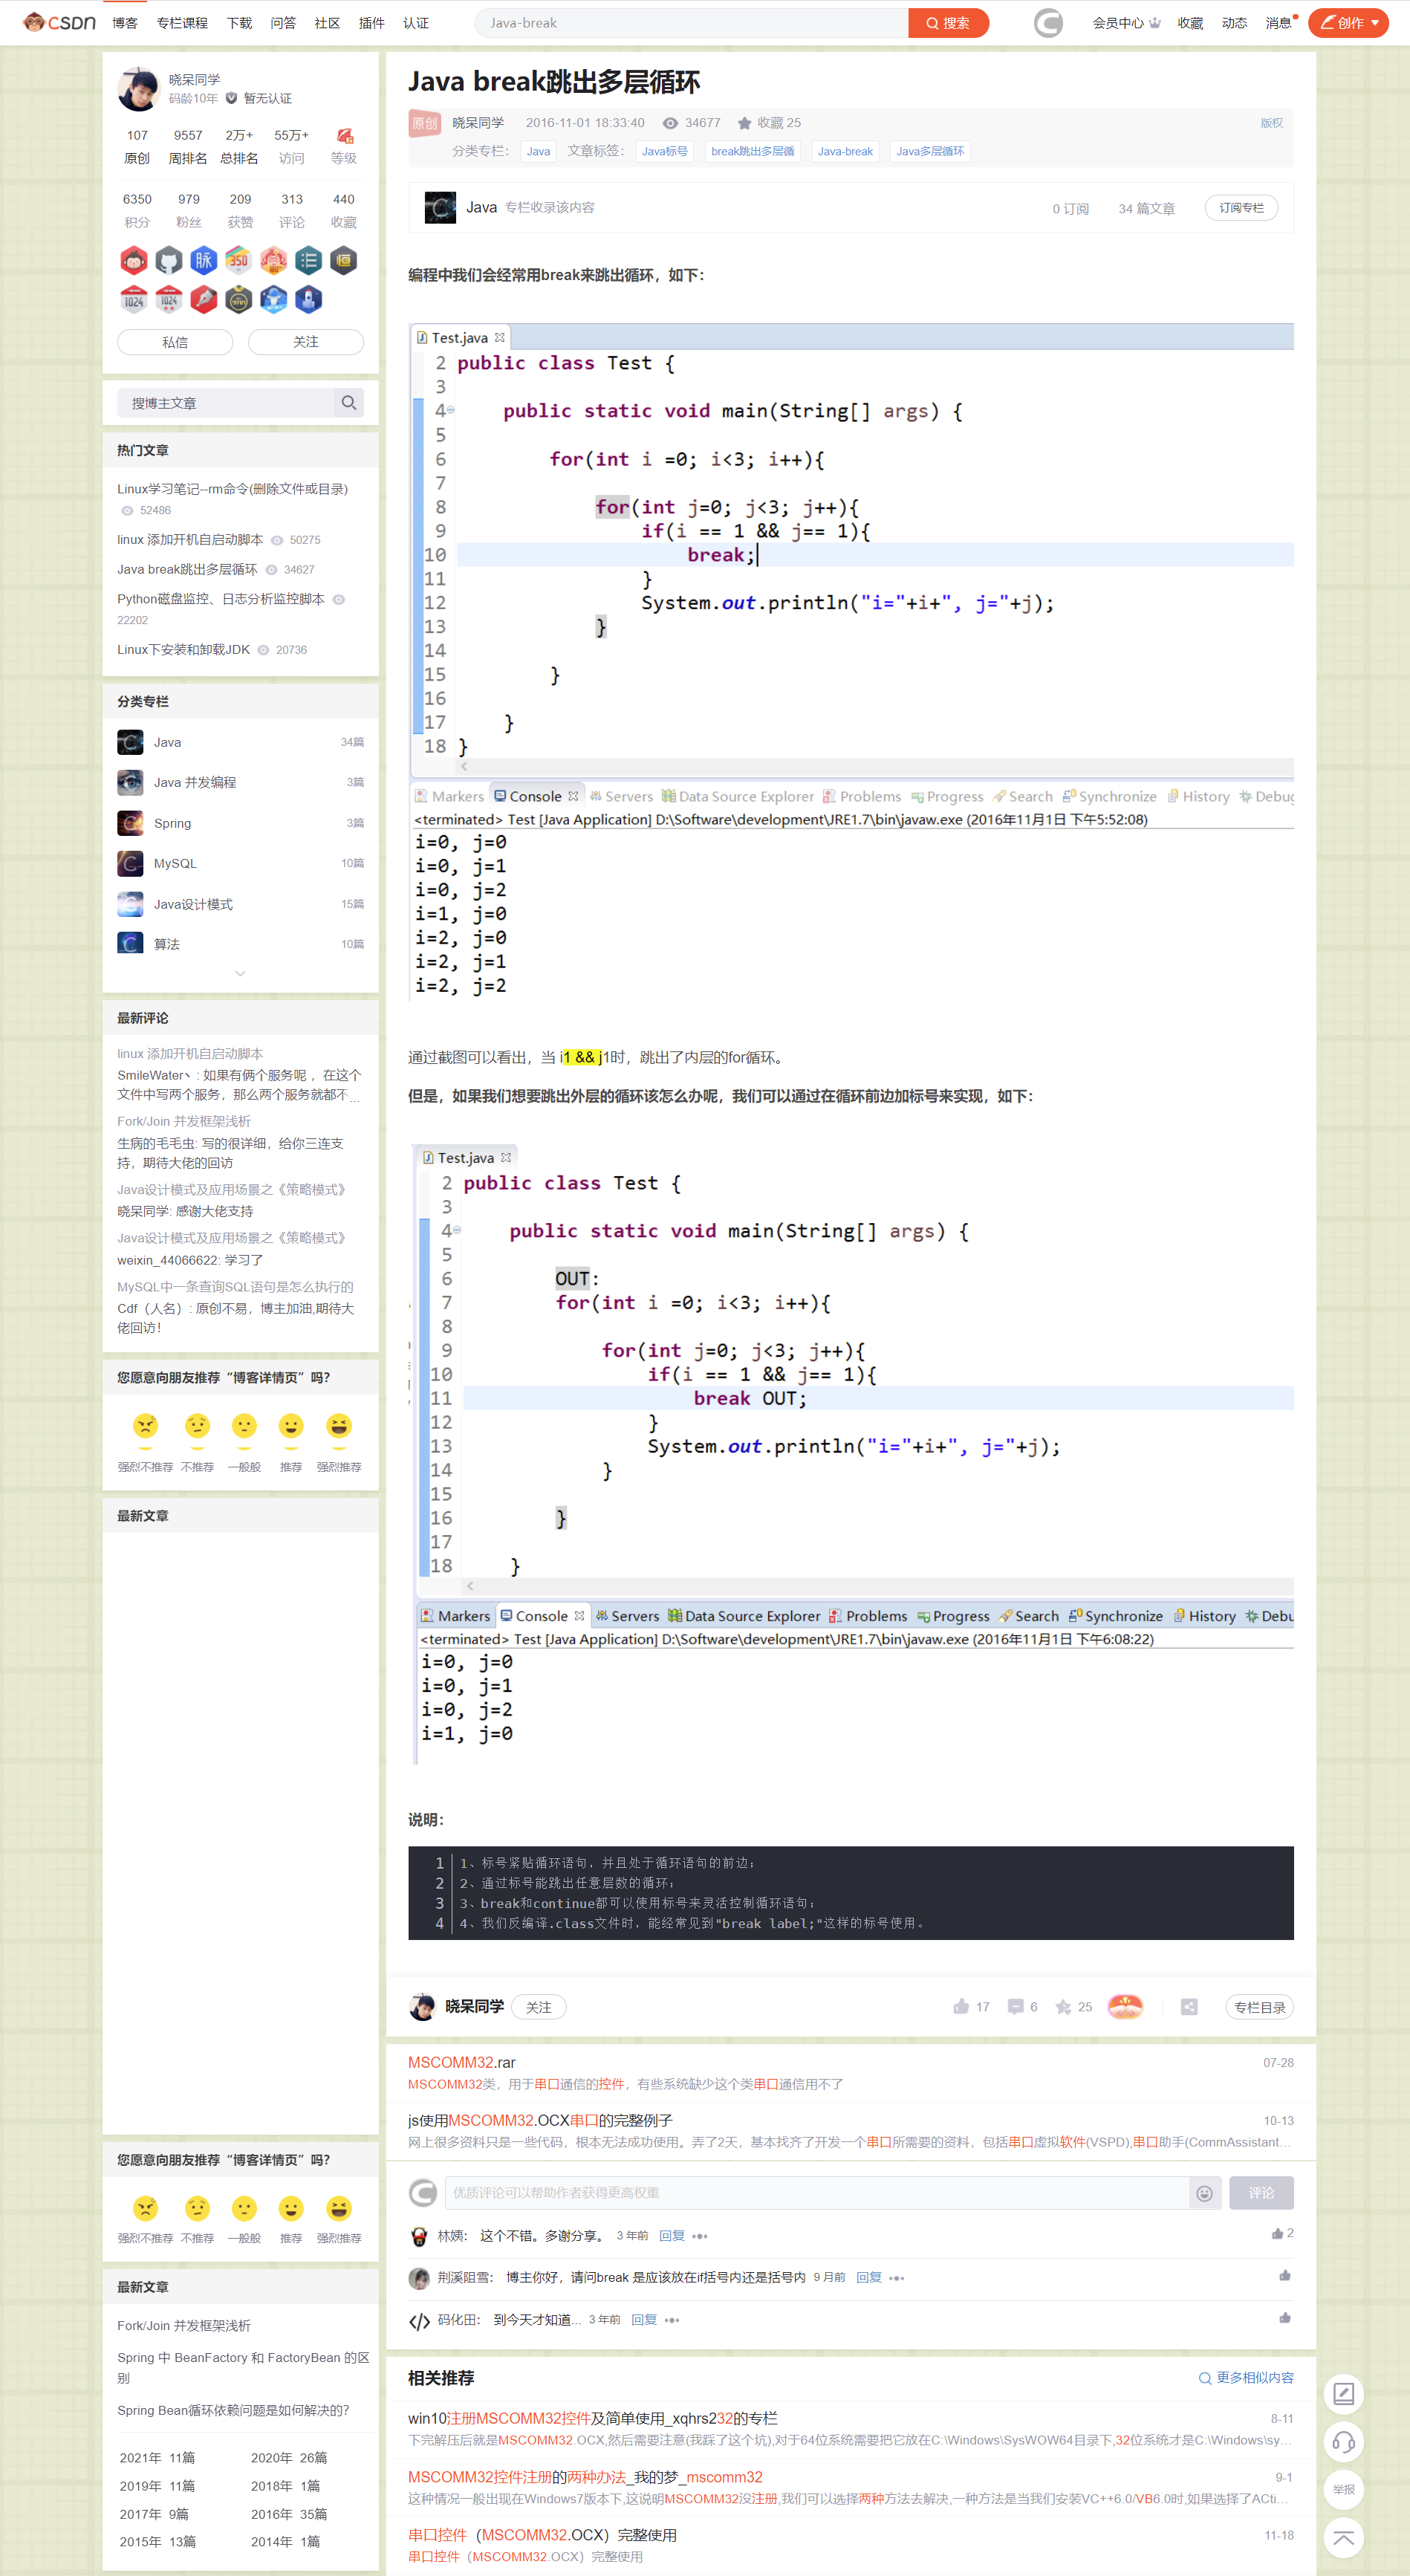 CSDN 博客 专栏课程 下载 问答 社区 插件 认证 Java-break 搜索 会员中心 收藏 动态 消息 创作
晓呆同学
码龄10年 暂无认证
107 9557 2万+ 55万+
原创 周排名 总排名 访问 等级
6350 979 209 313 440
积分 粉丝 获赞 评论 收藏
私信 关注
搜博主文章
热门文章
Linux学习笔记--rm命令(删除文件或目录)
52486
linux 添加开机自启动脚本 50275
Java break跳出多层循环 34627
Python磁盘监控、日志分析监控脚本
22202
Linux下安装和卸载JDK 20736
分类专栏
Java 34篇
Java 并发编程 3篇
Spring 3篇
MySQL 10篇
Java设计模式 15篇
算法 10篇
最新评论
linux 添加开机自启动脚本
SmileWater丶: 如果有俩个服务呢 ，在这个
文件中写两个服务，那么两个服务就都不...
Fork/Join 并发框架浅析
生病的毛毛虫: 写的很详细，给你三连支
持，期待大佬的回访
Java设计模式及应用场景之《策略模式》
晓呆同学: 感谢大佬支持
Java设计模式及应用场景之《策略模式》
weixin_44066622: 学习了
MySQL中一条查询SQL语句是怎么执行的
Cdf（人名）: 原创不易，博主加油,期待大
佬回访！
您愿意向朋友推荐“博客详情页”吗？
强烈不推荐 不推荐 一般般 推荐 强烈推荐
最新文章
您愿意向朋友推荐“博客详情页”吗？
强烈不推荐 不推荐 一般般 推荐 强烈推荐
最新文章
Fork/Join 并发框架浅析
Spring 中 BeanFactory 和 FactoryBean 的区
别
Spring Bean循环依赖问题是如何解决的？
2021年 11篇 2020年 26篇
2019年 11篇 2018年 1篇
2017年 9篇 2016年 35篇
2015年 13篇 2014年 1篇
Java break跳出多层循环
原创 晓呆同学 2016-11-01 18:33:40 34677 收藏 25 版权
分类专栏： Java 文章标签： Java标号 break跳出多层循 Java-break Java多层循环
Java 专栏收录该内容 0 订阅 34 篇文章 订阅专栏
编程中我们会经常用break来跳出循环，如下：
Test.java
2 public class Test {
3
4 public static void main(String[] args) {
5
6 for(int i =0; i<3; i++){
7
8 for(int j=0; j<3; j++){
9 if(i == 1 && j== 1){
10 break;
11 }
12 System.out.println("i="+i+", j="+j);
13 }
14
15 }
16
17 }
18 }
Markers Console Servers Data Source Explorer Problems Progress Search Synchronize History Debug
<terminated> Test [Java Application] D:\Software\development\JRE1.7\bin\javaw.exe (2016年11月1日 下午5:52:08)
i=0, j=0
i=0, j=1
i=0, j=2
i=1, j=0
i=2, j=0
i=2, j=1
i=2, j=2
通过截图可以看出，当 i1 && j1时，跳出了内层的for循环。
但是，如果我们想要跳出外层的循环该怎么办呢，我们可以通过在循环前边加标号来实现，如下：
Test.java
2 public class Test {
3
4 public static void main(String[] args) {
5
6 OUT:
7 for(int i =0; i<3; i++){
8
9 for(int j=0; j<3; j++){
10 if(i == 1 && j== 1){
11 break OUT;
12 }
13 System.out.println("i="+i+", j="+j);
14 }
15
16 }
17
18 }
Markers Console Servers Data Source Explorer Problems Progress Search Synchronize History Debu
<terminated> Test [Java Application] D:\Software\development\JRE1.7\bin\javaw.exe (2016年11月1日 下午6:08:22)
i=0, j=0
i=0, j=1
i=0, j=2
i=1, j=0
说明：
1 1、标号紧贴循环语句，并且处于循环语句的前边；
2 2、通过标号能跳出任意层数的循环；
3 3、break和continue都可以使用标号来灵活控制循环语句；
4 4、我们反编译.class文件时，能经常见到"break label;"这样的标号使用。
晓呆同学 关注 17 6 25 专栏目录
MSCOMM32.rar 07-28
MSCOMM32类，用于串口通信的控件，有些系统缺少这个类串口通信用不了
js使用MSCOMM32.OCX串口的完整例子 10-13
网上很多资料只是一些代码，根本无法成功使用。弄了2天，基本找齐了开发一个串口所需要的资料，包括串口虚拟软件(VSPD),串口助手(CommAssistant...
优质评论可以帮助作者获得更高权重 评论
林姨： 这个不错。多谢分享。 3 年前 回复 2
荆溪阻雪： 博主你好，请问break 是应该放在if括号内还是括号内 9 月前 回复
码化田： 到今天才知道... 3 年前 回复
相关推荐 更多相似内容
win10注册MSCOMM32控件及简单使用_xqhrs232的专栏 8-11
下完解压后就是MSCOMM32.OCX,然后需要注意(我踩了这个坑),对于64位系统需要把它放在C:\Windows\SysWOW64目录下,32位系统才是C:\Windows\sy...
MSCOMM32控件注册的两种办法_我的梦_mscomm32 9-1
这种情况一般出现在Windows7版本下,这说明MSCOMM32没注册,我们可以选择两种方法去解决,一种方法是当我们安装VC++6.0/VB6.0时,如果选择了ACti...
串口控件（MSCOMM32.OCX）完整使用 11-18
串口控件（MSCOMM32.OCX）完整使用
举报